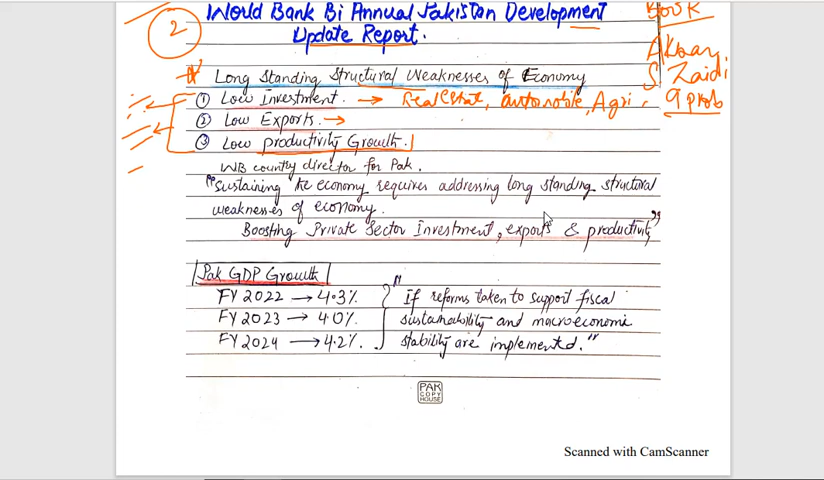 Book
World Bank Bi Annual Pakistan Development
2
Update Report.
Akbar
S. Zaidi
9 prob
Long Standing Structural Weaknesses of Economy
① Low Investment. → Real Estate, automobile, Agri.
② Low Exports. →
③ Low productivity Growth.
WB country director for Pak.
"Sustaining the economy requires addressing long standing structural
weaknesses of economy.
Boosting Private Sector Investment, exports & productivity"
Pak GDP Growth
FY 2022 → 4.3% "If reforms taken to support fiscal
FY 2023 → 4.0% sustainability and macroeconomic
FY 2024 → 4.2%. stability are implemented."
PAK
COPY
HOUSE
Scanned with CamScanner